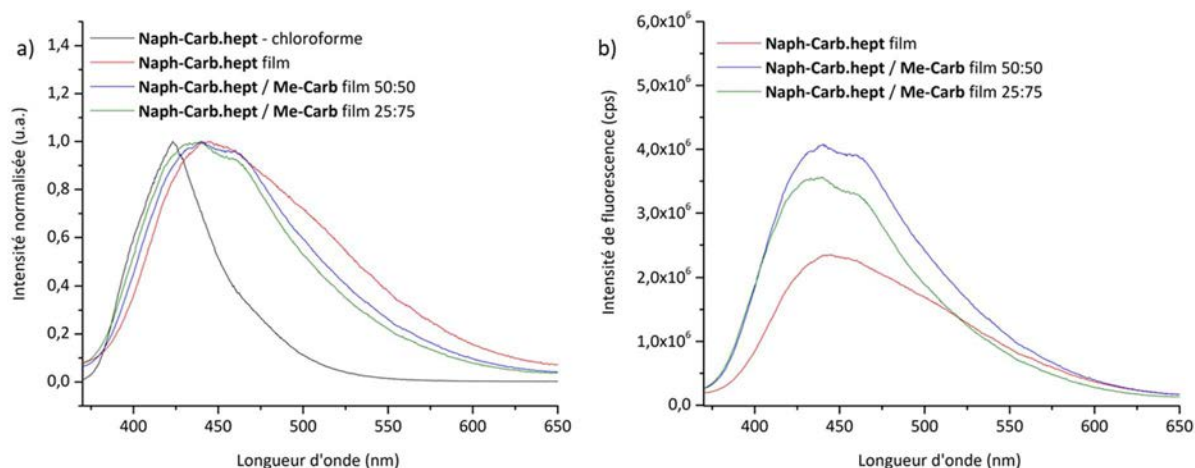 a)
Naph-Carb.hept - chloroforme
Naph-Carb.hept film
Naph-Carb.hept / Me-Carb film 50:50
Naph-Carb.hept / Me-Carb film 25:75
Intensité normalisée (u.a.)
1,4
1,2
1,0
0,8
0,6
0,4
0,2
0,0
400 450 500 550 600 650
Longueur d'onde (nm)
b)
Naph-Carb.hept film
Naph-Carb.hept / Me-Carb film 50:50
Naph-Carb.hept / Me-Carb film 25:75
Intensité de fluorescence (cps)
6,0x10⁶
5,0x10⁶
4,0x10⁶
3,0x10⁶
2,0x10⁶
1,0x10⁶
0,0
400 450 500 550 600 650
Longueur d'onde (nm)